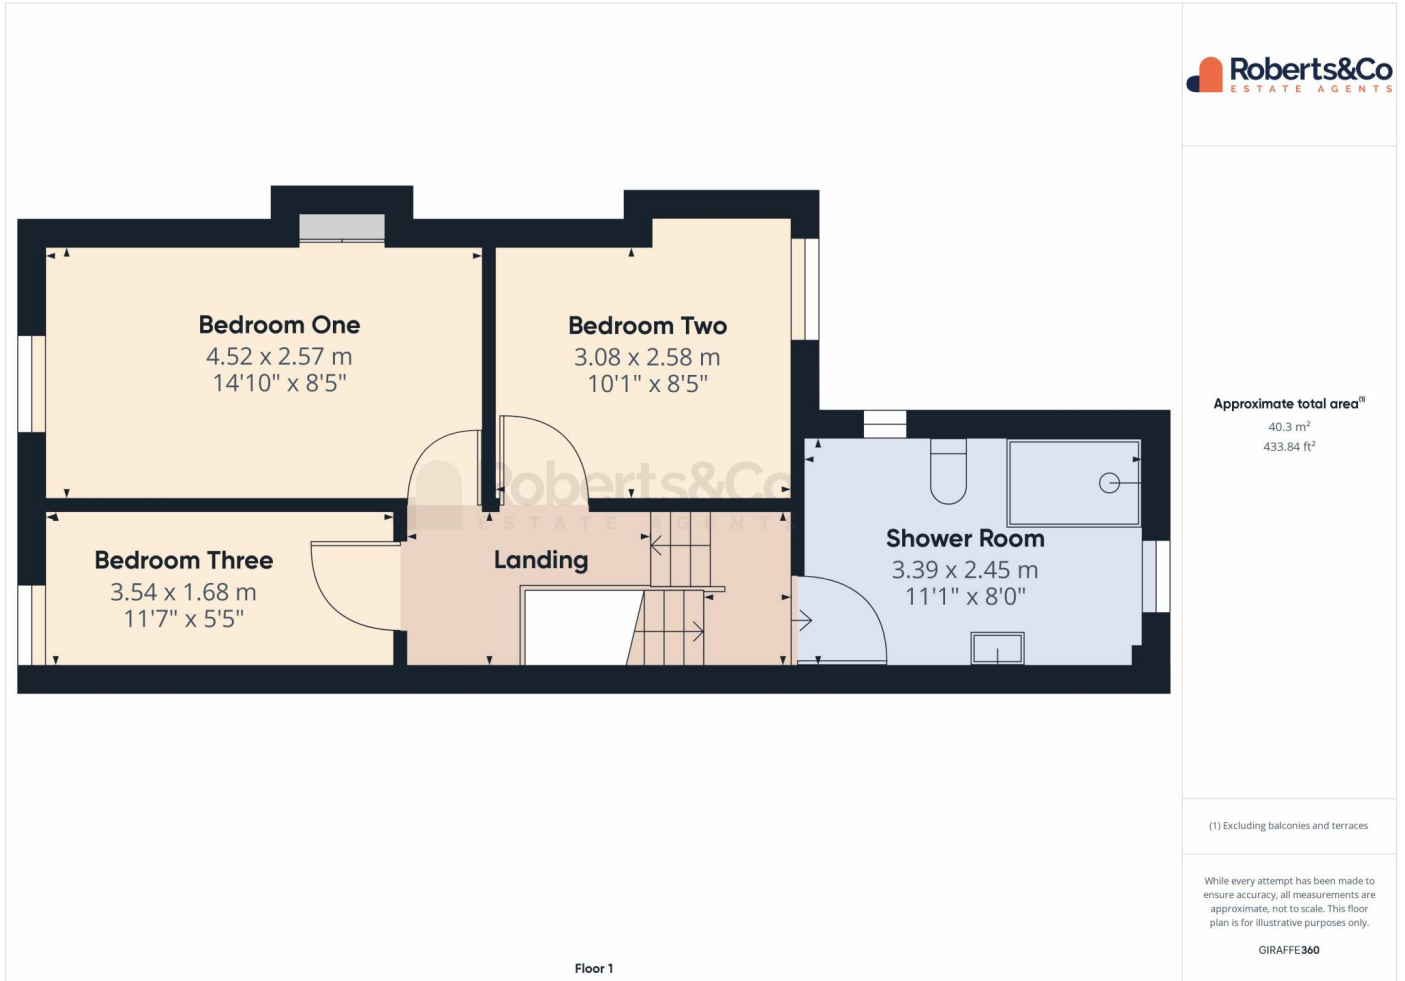 Roberts&Co
ESTATE AGENTS
Bedroom One
4.52 x 2.57 m
14'10" x 8'5"
Bedroom Two
3.08 x 2.58 m
10'1" x 8'5"
Roberts&Co
ESTATE AGENTS
Bedroom Three
3.54 x 1.68 m
11'7" x 5'5"
Landing
Shower Room
3.39 x 2.45 m
11'1" x 8'0"
Approximate total area(1)
40.3 m²
433.84 ft²
(1) Excluding balconies and terraces
While every attempt has been made to
ensure accuracy, all measurements are
approximate, not to scale. This floor
plan is for illustrative purposes only.
GIRAFFE360
Floor 1